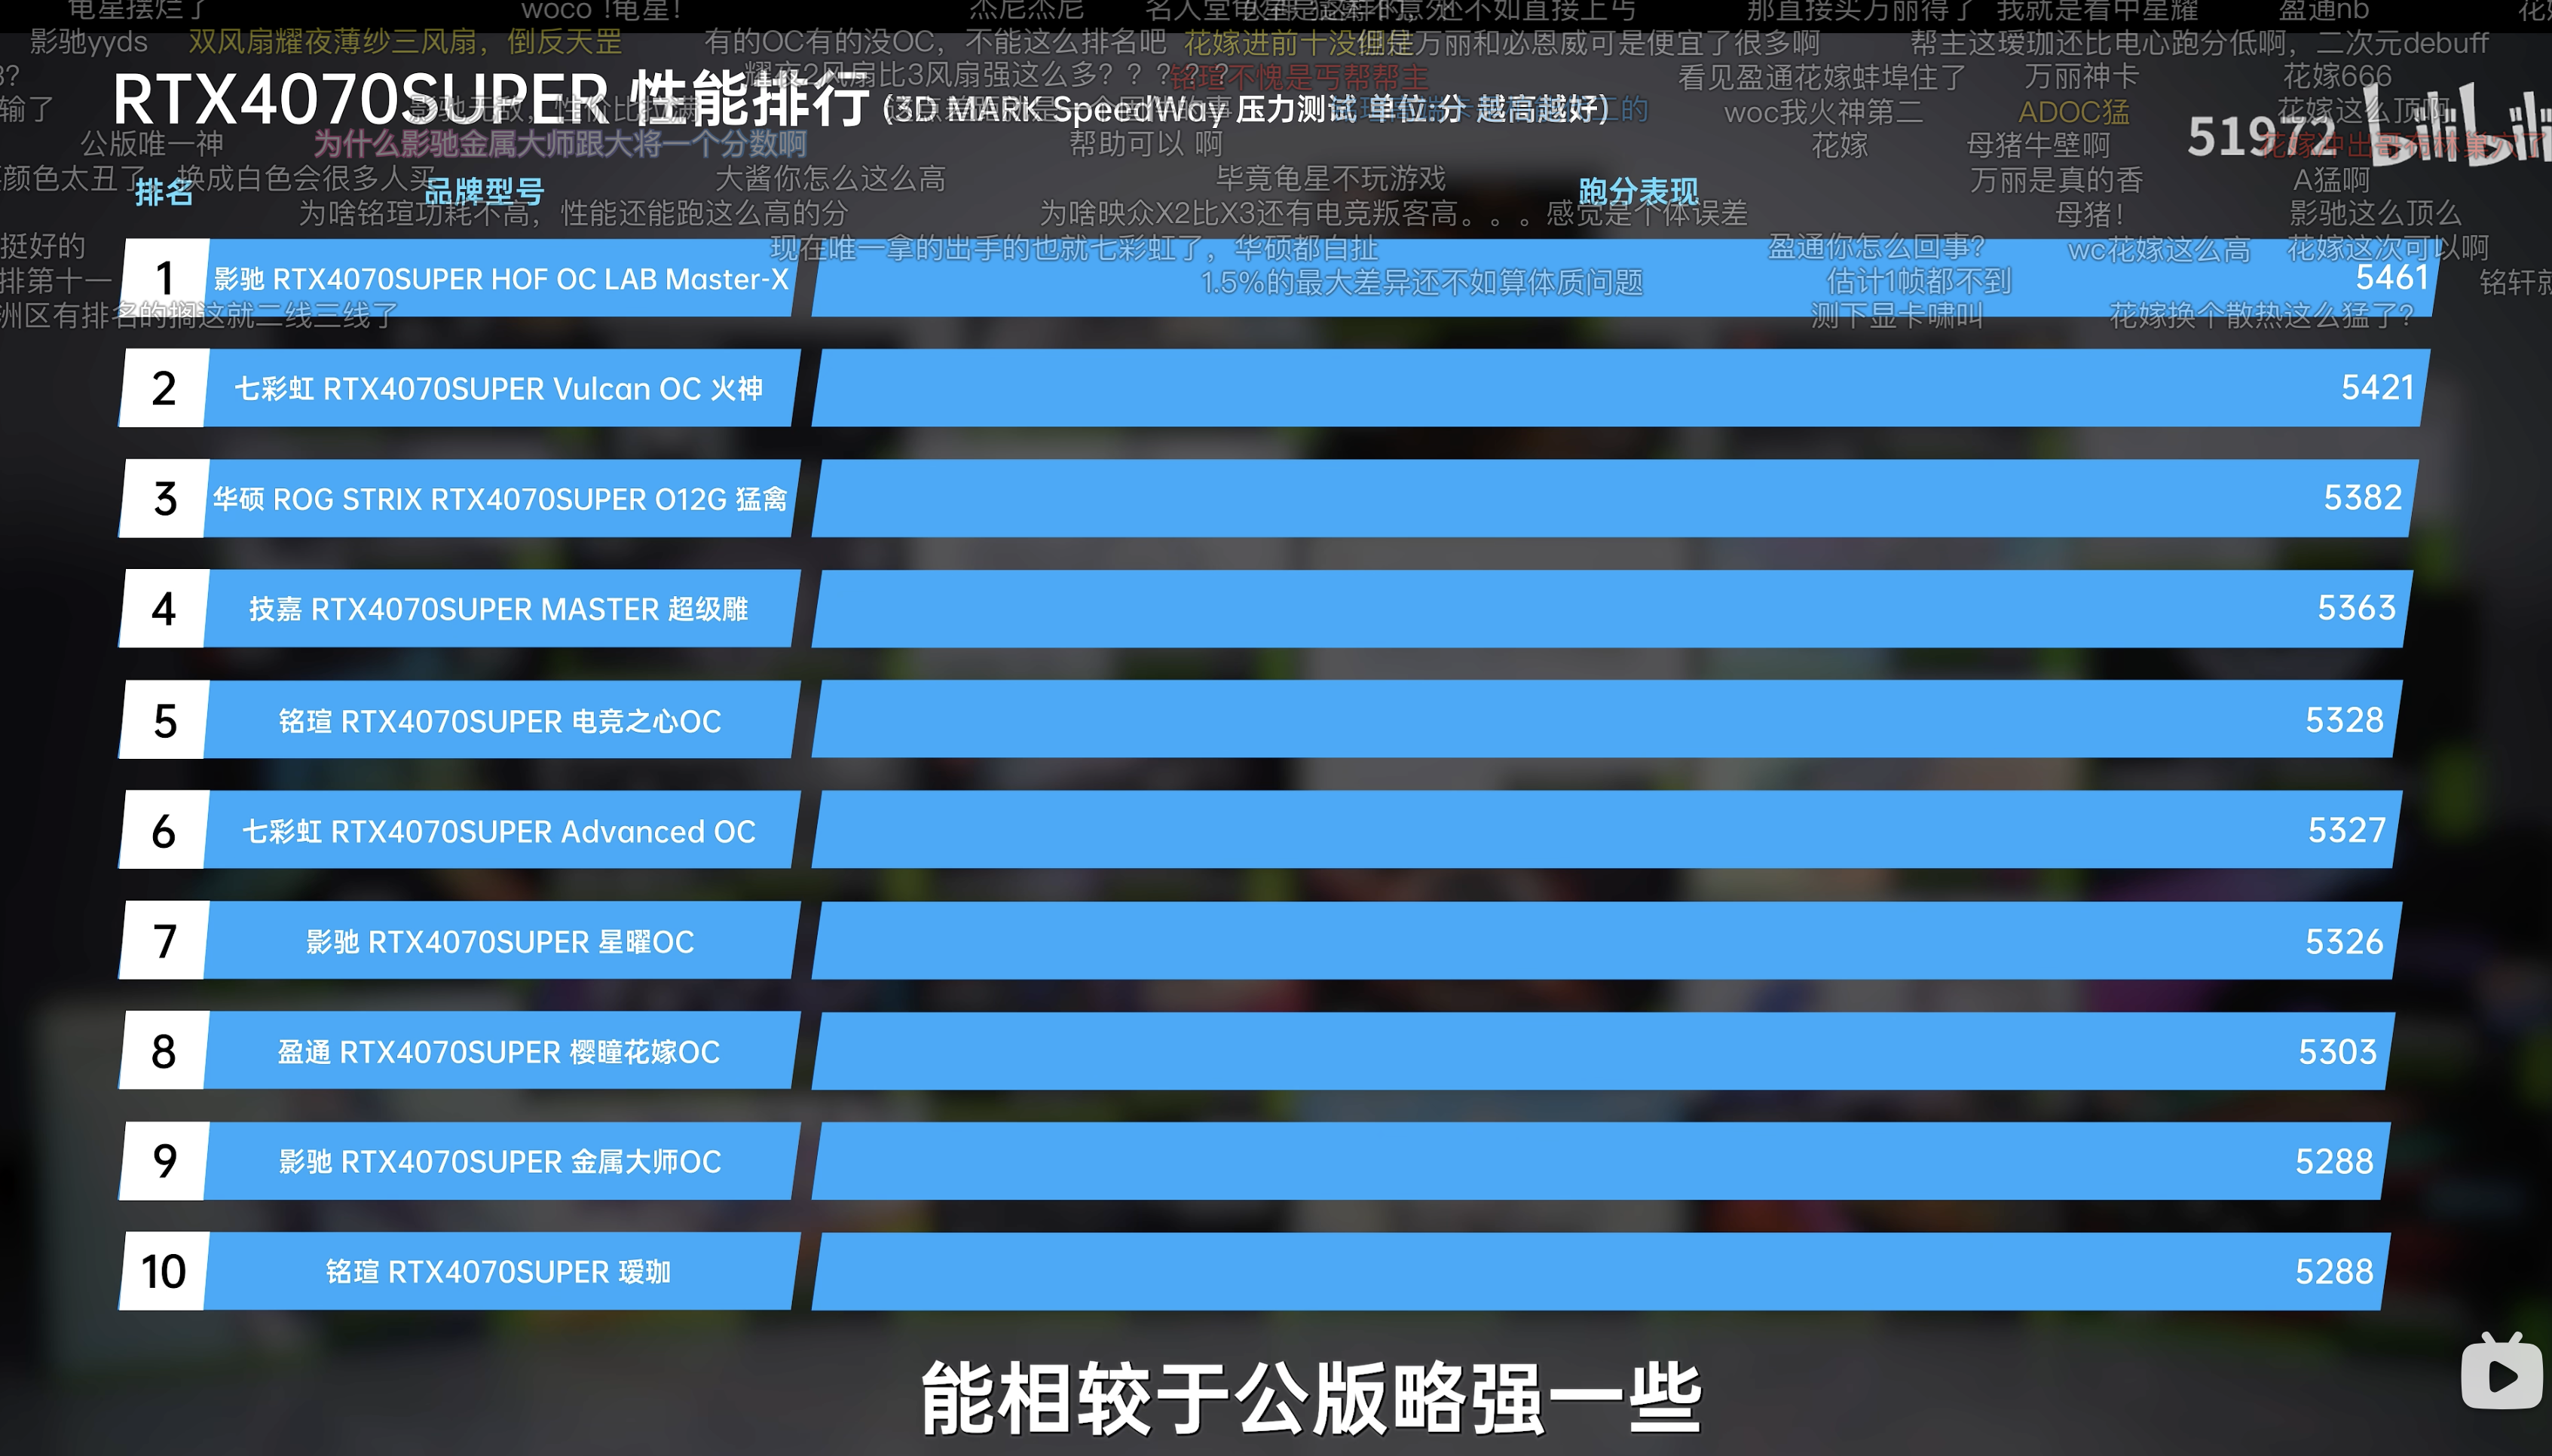 龟星摆烂了 woco !龟星！ 杰尼杰尼 那直接买万丽得了 我就是看中星耀 盈通nb
影驰yyds 双风扇耀夜薄纱三风扇，倒反天罡 有的OC有的没OC，不能这么排名吧 花嫁进前十没绷 但是万丽和必恩威可是便宜了很多啊 帮主这瑷珈还比电心跑分低啊，二次元debuff
耀夜2风扇比3风扇强这么多？？？？？ 铭瑄不愧是丐帮帮主 看见盈通花嫁蚌埠住了 万丽神卡 花嫁666
RTX4070SUPER 性能排行 (3D MARK SpeedWay 压力测试 单位:分 越高越好)
输了 woc我火神第二 ADOC猛 花嫁这么顶啊
公版唯一神 为什么影驰金属大师跟大将一个分数啊 帮助可以 啊 花嫁 母猪牛壁啊 51972 bilibili
颜色太丑了，换成白色会很多人买 大酱你怎么这么高 毕竟龟星不玩游戏 万丽是真的香 A猛啊
排名 品牌型号 跑分表现
为啥铭瑄功耗不高，性能还能跑这么高的分 为啥映众X2比X3还有电竞叛客高。。。感觉是个体误差 母猪！ 影驰这么顶么
挺好的 现在唯一拿的出手的也就七彩虹了，华硕都白扯 盈通你怎么回事？ wc花嫁这么高 花嫁这次可以啊
排第十一 1.5%的最大差异还不如算体质问题 估计1帧都不到
1 影驰 RTX4070SUPER HOF OC LAB Master-X 5461
洲区有排名的搁这就二线三线了 测下显卡啸叫 花嫁换个散热这么猛了？
2 七彩虹 RTX4070SUPER Vulcan OC 火神 5421
3 华硕 ROG STRIX RTX4070SUPER O12G 猛禽 5382
4 技嘉 RTX4070SUPER MASTER 超级雕 5363
5 铭瑄 RTX4070SUPER 电竞之心OC 5328
6 七彩虹 RTX4070SUPER Advanced OC 5327
7 影驰 RTX4070SUPER 星曜OC 5326
8 盈通 RTX4070SUPER 樱瞳花嫁OC 5303
9 影驰 RTX4070SUPER 金属大师OC 5288
10 铭瑄 RTX4070SUPER 瑷珈 5288
能相较于公版略强一些